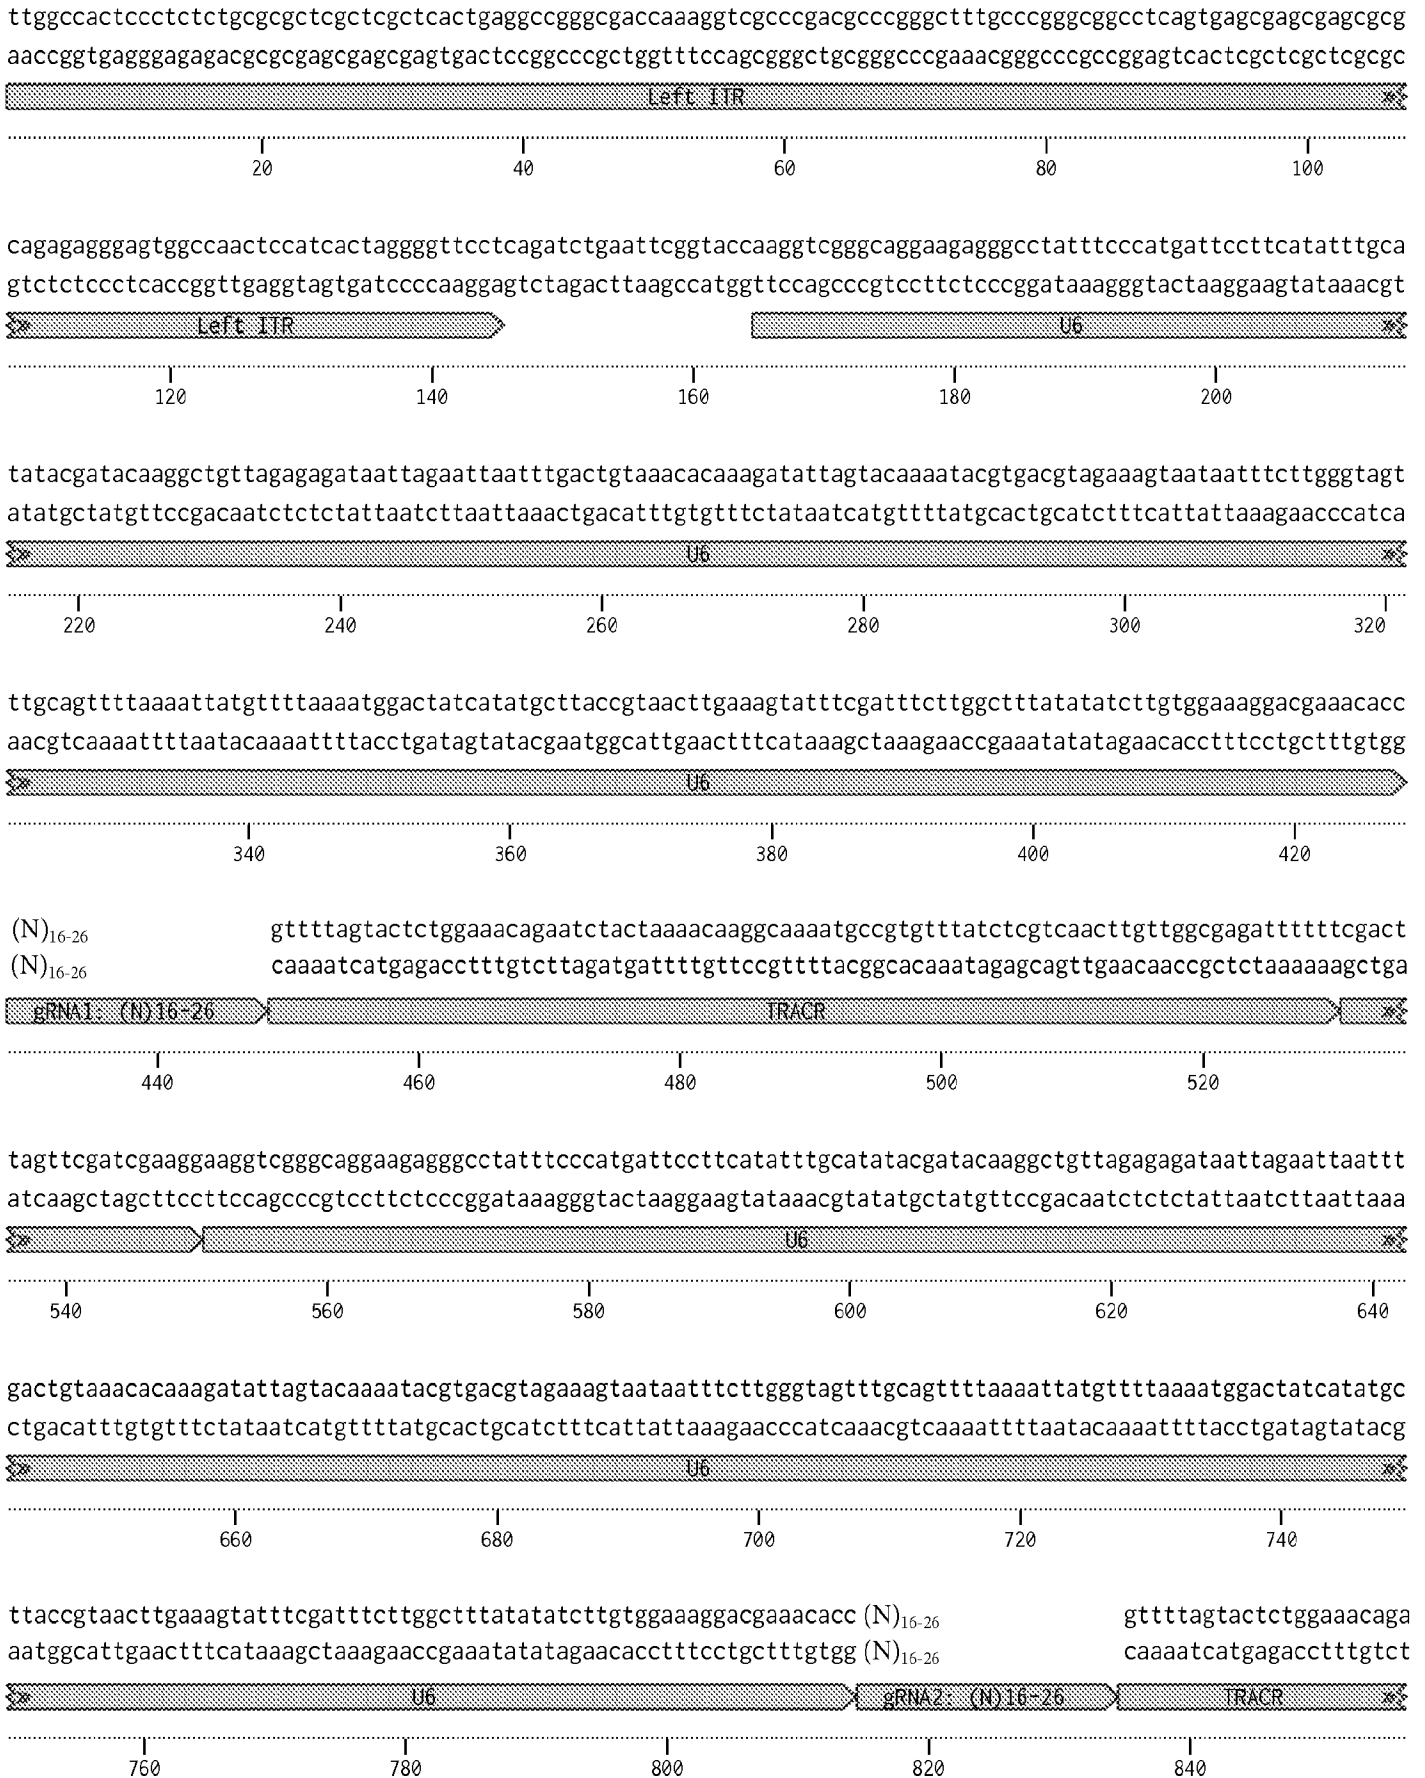 ttggccactccctctctgcgcgctcgctcgctcactgaggccgggcgaccaaaggtcgcccgacgcccgggctttgcccgggcggcctcagtgagcgagcgagcgcg
aaccggtgagggagagacgcgcgagcgagcgagtgactccggcccgctggtttccagcgggctgcgggcccgaaacgggcccgccggagtcactcgctcgctcgcgc
Left ITR
20 40 60 80 100
cagagagggagtggccaactccatcactaggggttcctcagatctgaattcggtaccaaggtcgggcaggaagagggcctatttcccatgattccttcatatttgca
gtctctccctcaccggttgaggtagtgatccccaaggagtctagacttaagccatggttccagcccgtccttctcccggataaagggtactaaggaagtataaacgt
Left ITR U6
120 140 160 180 200
tatacgatacaaggctgttagagagataattagaattaatttgactgtaaacacaaagatattagtacaaaatacgtgacgtagaaagtaataatttcttgggtagt
atatgctatgttccgacaatctctctattaatcttaattaaactgacatttgtgtttctataatcatgttttatgcactgcatctttcattattaaagaacccatca
U6
220 240 260 280 300 320
ttgcagttttaaaattatgttttaaaatggactatcatatgcttaccgtaacttgaaagtatttcgatttcttggctttatatatcttgtggaaaggacgaaacacc
aacgtcaaaattttaatacaaaattttacctgatagtatacgaatggcattgaactttcataaagctaaagaaccgaaatatatagaacacctttcctgctttgtgg
U6
340 360 380 400 420
(N)16-26 gttttagtactctggaaacagaatctactaaaacaaggcaaaatgccgtgtttatctcgtcaacttgttggcgagattttttcgact
(N)16-26 caaaatcatgagacctttgtcttagatgattttgttccgttttacggcacaaatagagcagttgaacaaccgctctaaaaaagctga
gRNA1: (N)16-26 TRACR
440 460 480 500 520
tagttcgatcgaaggaaggtcgggcaggaagagggcctatttcccatgattccttcatatttgcatatacgatacaaggctgttagagagataattagaattaattt
atcaagctagcttccttccagcccgtccttctcccggataaagggtactaaggaagtataaacgtatatgctatgttccgacaatctctctattaatcttaattaaa
U6
540 560 580 600 620 640
gactgtaaacacaaagatattagtacaaaatacgtgacgtagaaagtaataatttcttgggtagtttgcagttttaaaattatgttttaaaatggactatcatatgc
ctgacatttgtgtttctataatcatgttttatgcactgcatctttcattattaaagaacccatcaaacgtcaaaattttaatacaaaattttacctgatagtatacg
U6
660 680 700 720 740
ttaccgtaacttgaaagtatttcgatttcttggctttatatatcttgtggaaaggacgaaacacc (N)16-26 gttttagtactctggaaacaga
aatggcattgaactttcataaagctaaagaaccgaaatatatagaacacctttcctgctttgtgg (N)16-26 caaaatcatgagacctttgtct
U6 gRNA2: (N)16-26 TRACR
760 780 800 820 840